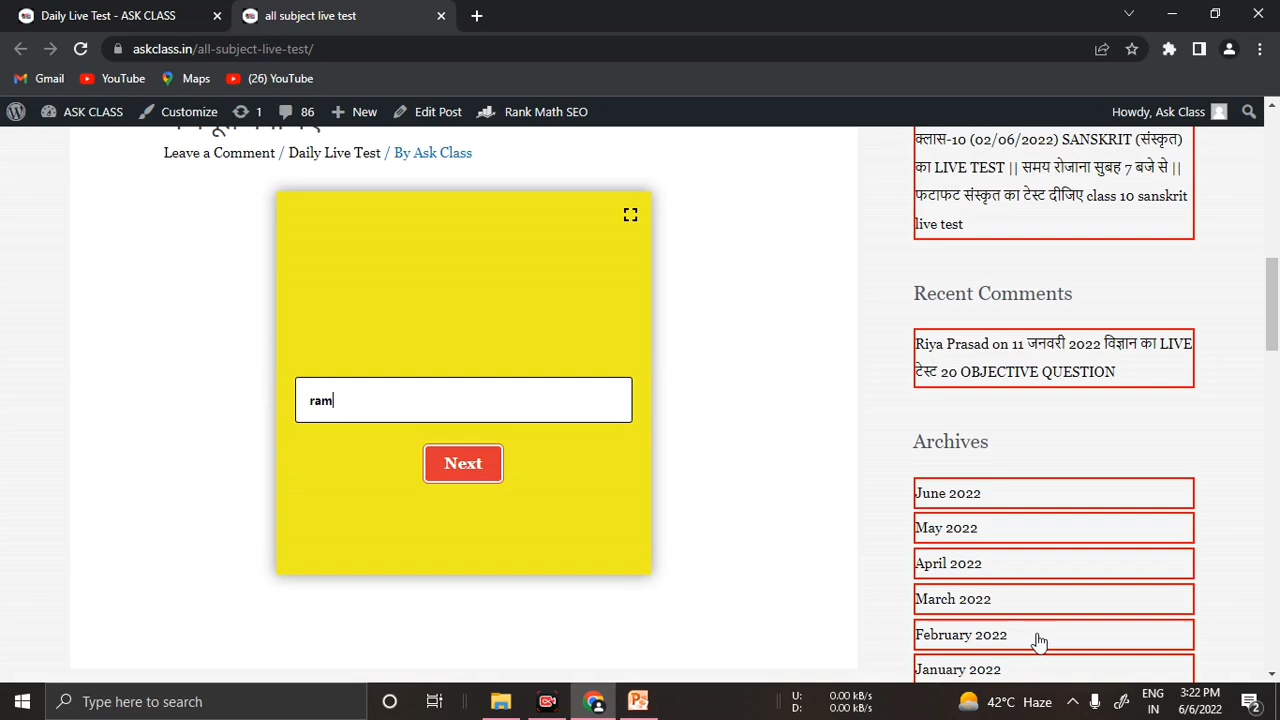 Daily Live Test - ASK CLASS
all subject live test
askclass.in/all-subject-live-test/
Gmail
YouTube
Maps
(26) YouTube
ASK CLASS
Customize
1
86
New
Edit Post
Rank Math SEO
Howdy, Ask Class
Leave a Comment / Daily Live Test / By Ask Class
ram
Next
क्लास-10 (02/06/2022) SANSKRIT (संस्कृत)
का LIVE TEST || समय रोजाना सुबह 7 बजे से ||
फटाफट संस्कृत का टेस्ट दीजिए class 10 sanskrit
live test
Recent Comments
Riya Prasad on 11 जनवरी 2022 विज्ञान का LIVE
टेस्ट 20 OBJECTIVE QUESTION
Archives
June 2022
May 2022
April 2022
March 2022
February 2022
January 2022
Type here to search
U: 0.00 kB/s
D: 0.00 kB/s
42°C Haze
ENG
IN
3:22 PM
6/6/2022
2